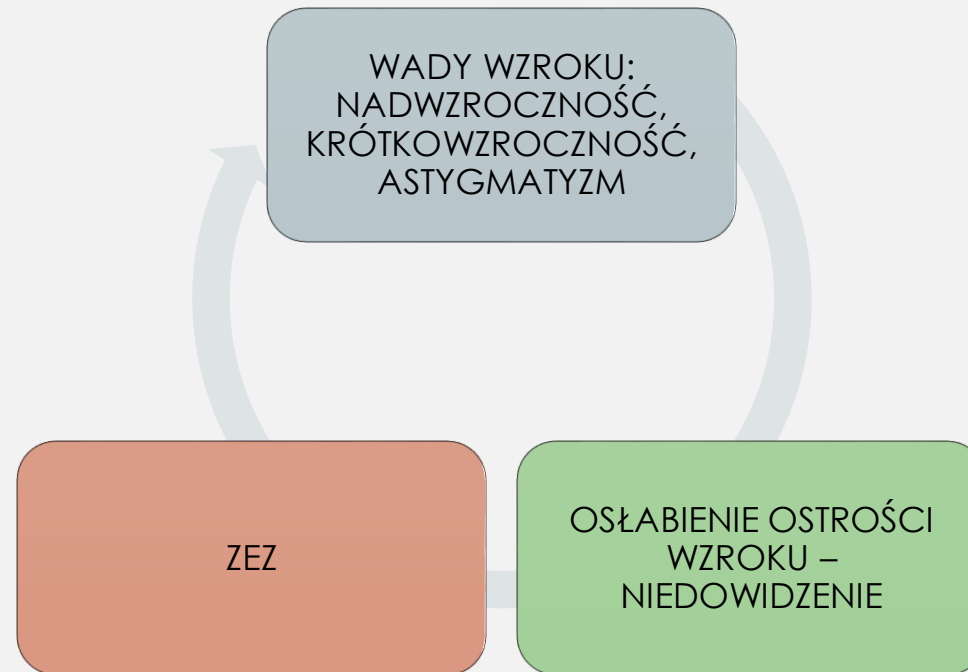 WADY WZROKU:
NADWZROCZNOŚĆ,
KRÓTKOWZROCZNOŚĆ,
ASTYGMATYZM
ZEZ
OSŁABIENIE OSTROŚCI
WZROKU –
NIEDOWIDZENIE